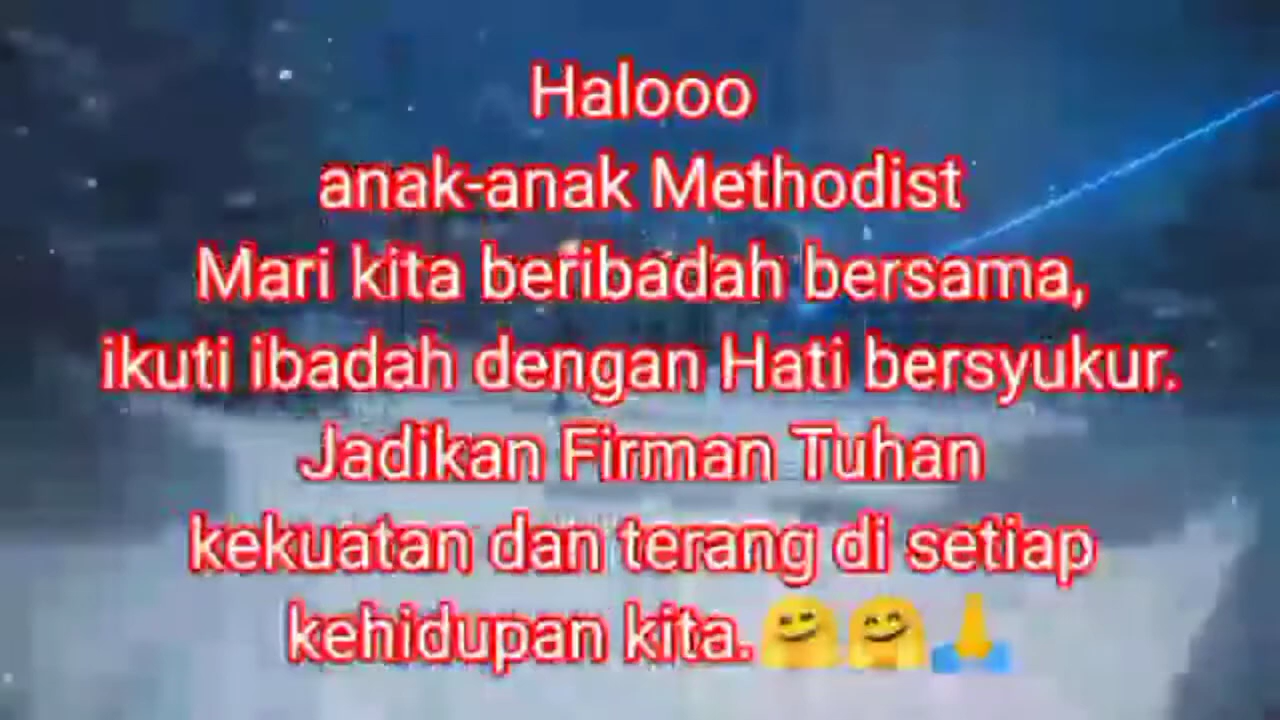 Halooo
anak-anak Methodist
Mari kita beribadah bersama,
ikuti ibadah dengan Hati bersyukur.
Jadikan Firman Tuhan
kekuatan dan terang di setiap
kehidupan kita.🤗🤗🙏